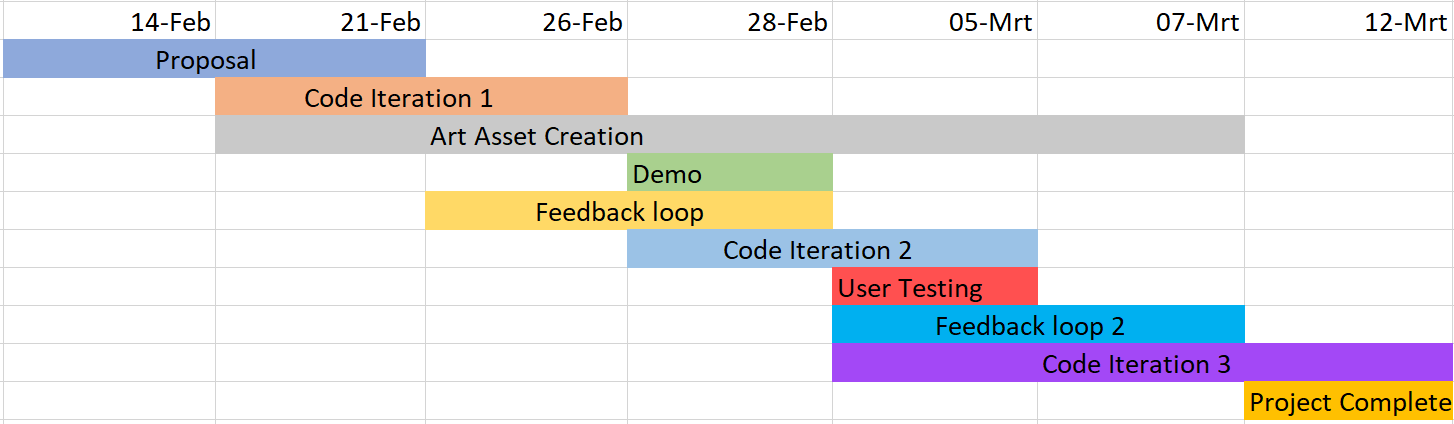 14-Feb 21-Feb 26-Feb 28-Feb 05-Mrt 07-Mrt 12-Mrt
Proposal
Code Iteration 1
Art Asset Creation
Demo
Feedback loop
Code Iteration 2
User Testing
Feedback loop 2
Code Iteration 3
Project Complete